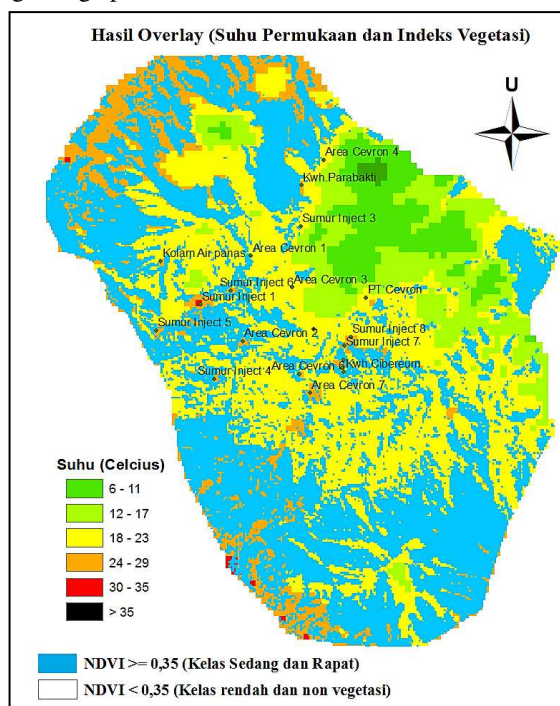 Hasil Overlay (Suhu Permukaan dan Indeks Vegetasi)
U
Area Cevron 4
Kwh.Parabakti
Sumur Inject 3
Area Cevron 1
Kolam Air panas
Area Cevron 3
Sumur Inject 6
PT Cevron
Sumur Inject 1
Sumur Inject 5
Sumur Inject 8
Area Cevron 2
Sumur Inject 7
Kwh Cibereum
Sumur Inject 4
Area Cevron
Area Cevron 7
Suhu (Celcius)
6 - 11
12 - 17
18 - 23
24 - 29
30 - 35
> 35
NDVI >= 0,35 (Kelas Sedang dan Rapat)
NDVI < 0,35 (Kelas rendah dan non vegetasi)